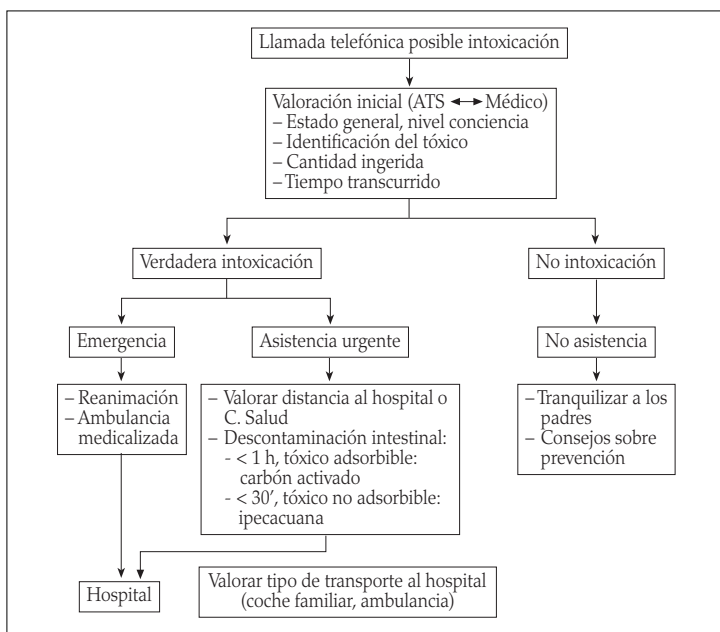 Llamada telefónica posible intoxicación
Valoración inicial (ATS ↔ Médico)
– Estado general, nivel conciencia
– Identificación del tóxico
– Cantidad ingerida
– Tiempo transcurrido
Verdadera intoxicación
No intoxicación
Emergencia
Asistencia urgente
No asistencia
– Reanimación
– Ambulancia
medicalizada
– Valorar distancia al hospital o
C. Salud
– Descontaminación intestinal:
- < 1 h, tóxico adsorbible:
carbón activado
- < 30’, tóxico no adsorbible:
ipecacuana
– Tranquilizar a los
padres
– Consejos sobre
prevención
Hospital
Valorar tipo de transporte al hospital
(coche familiar, ambulancia)